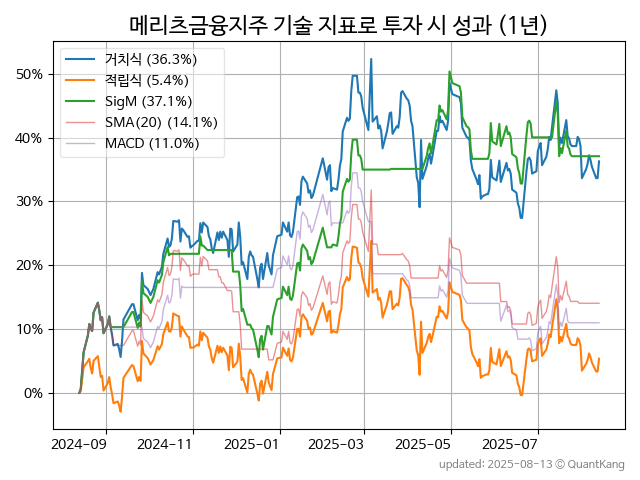 메리츠금융지주 기술 지표로 투자 시 성과 (1년)
거치식 (36.3%)
적립식 (5.4%)
SigM (37.1%)
SMA(20) (14.1%)
MACD (11.0%)
50%
40%
30%
20%
10%
0%
2024-09 2024-11 2025-01 2025-03 2025-05 2025-07
updated: 2025-08-13 ⓒ QuantKang